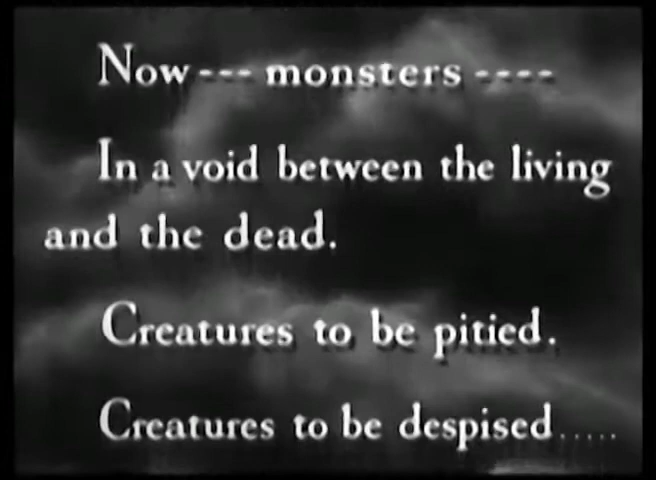 Now --- monsters ----
In a void between the living
and the dead.
Creatures to be pitied.
Creatures to be despised.....